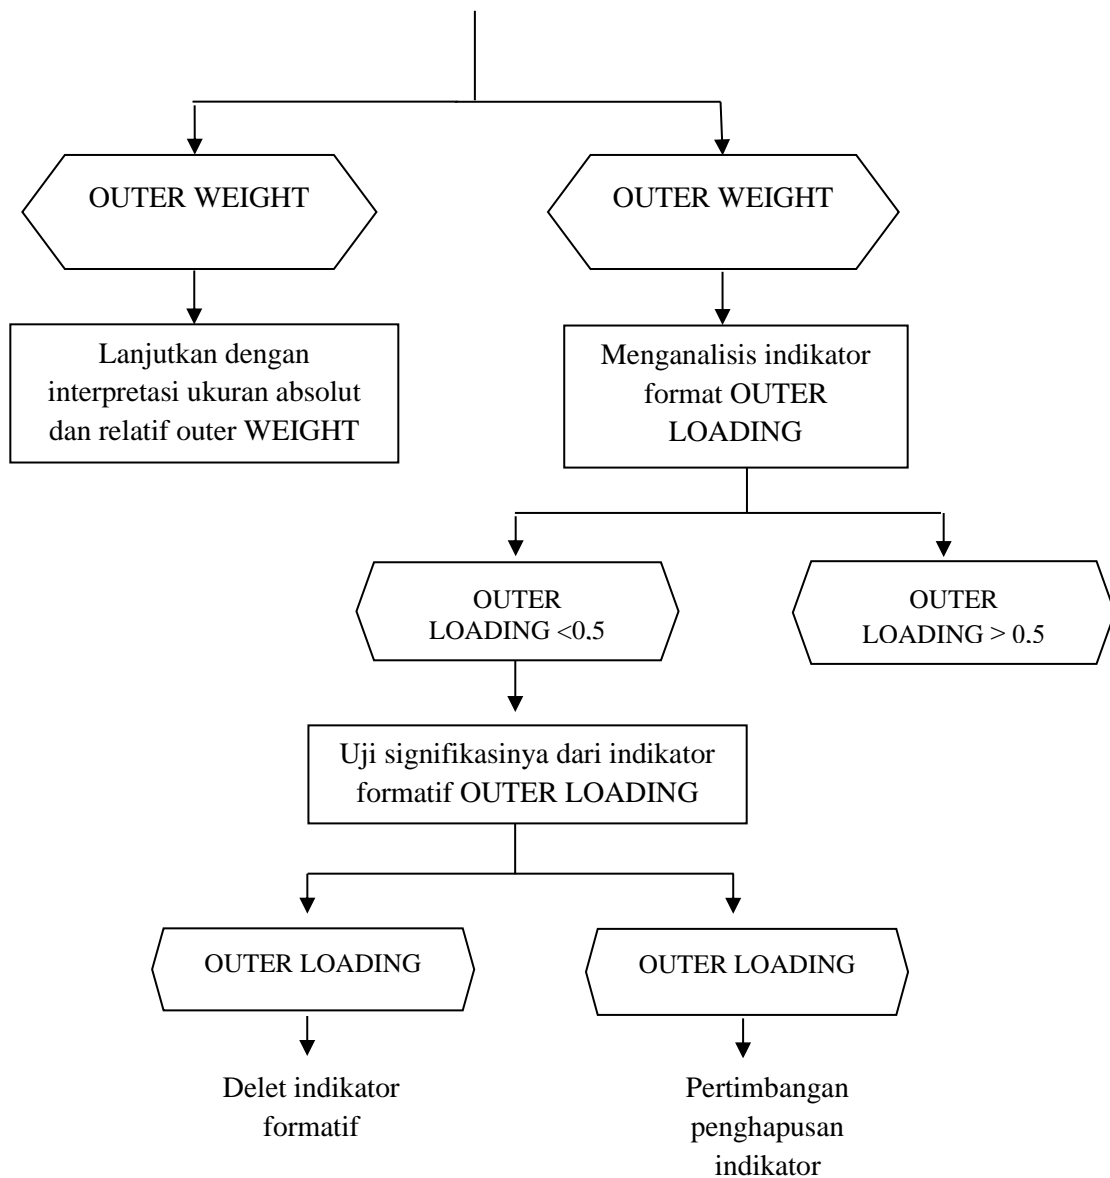 OUTER WEIGHT
OUTER WEIGHT
Lanjutkan dengan
interpretasi ukuran absolut
dan relatif outer WEIGHT
Menganalisis indikator
format OUTER
LOADING
OUTER
LOADING <0.5
OUTER
LOADING > 0.5
Uji signifikasinya dari indikator
formatif OUTER LOADING
OUTER LOADING
OUTER LOADING
Delet indikator
formatif
Pertimbangan
penghapusan
indikator